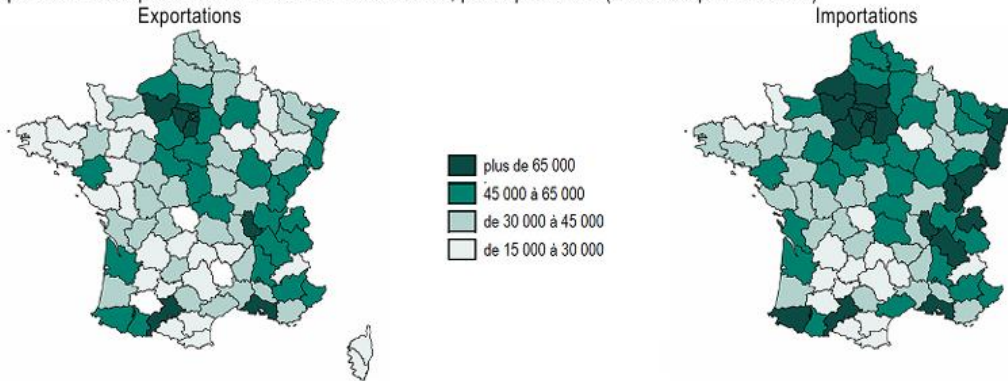 Exportations
Importations
plus de 65 000
45 000 à 65 000
de 30 000 à 45 000
de 15 000 à 30 000